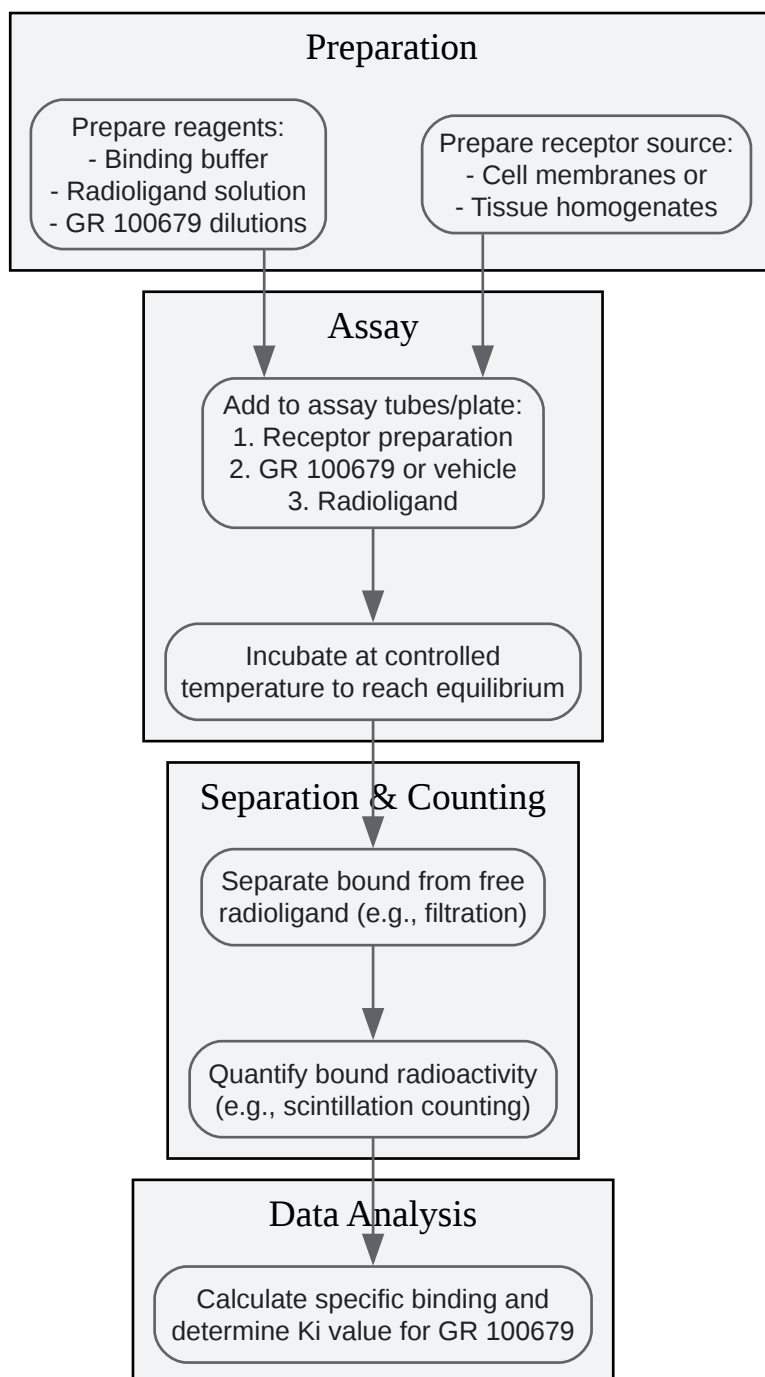 Preparation
Prepare reagents:
- Binding buffer
- Radioligand solution
- GR 100679 dilutions
Prepare receptor source:
- Cell membranes or
- Tissue homogenates
Assay
Add to assay tubes/plate:
1. Receptor preparation
2. GR 100679 or vehicle
3. Radioligand
Incubate at controlled
temperature to reach equilibrium
Separation & Counting
Separate bound from free
radioligand (e.g., filtration)
Quantify bound radioactivity
(e.g., scintillation counting)
Data Analysis
Calculate specific binding and
determine Ki value for GR 100679